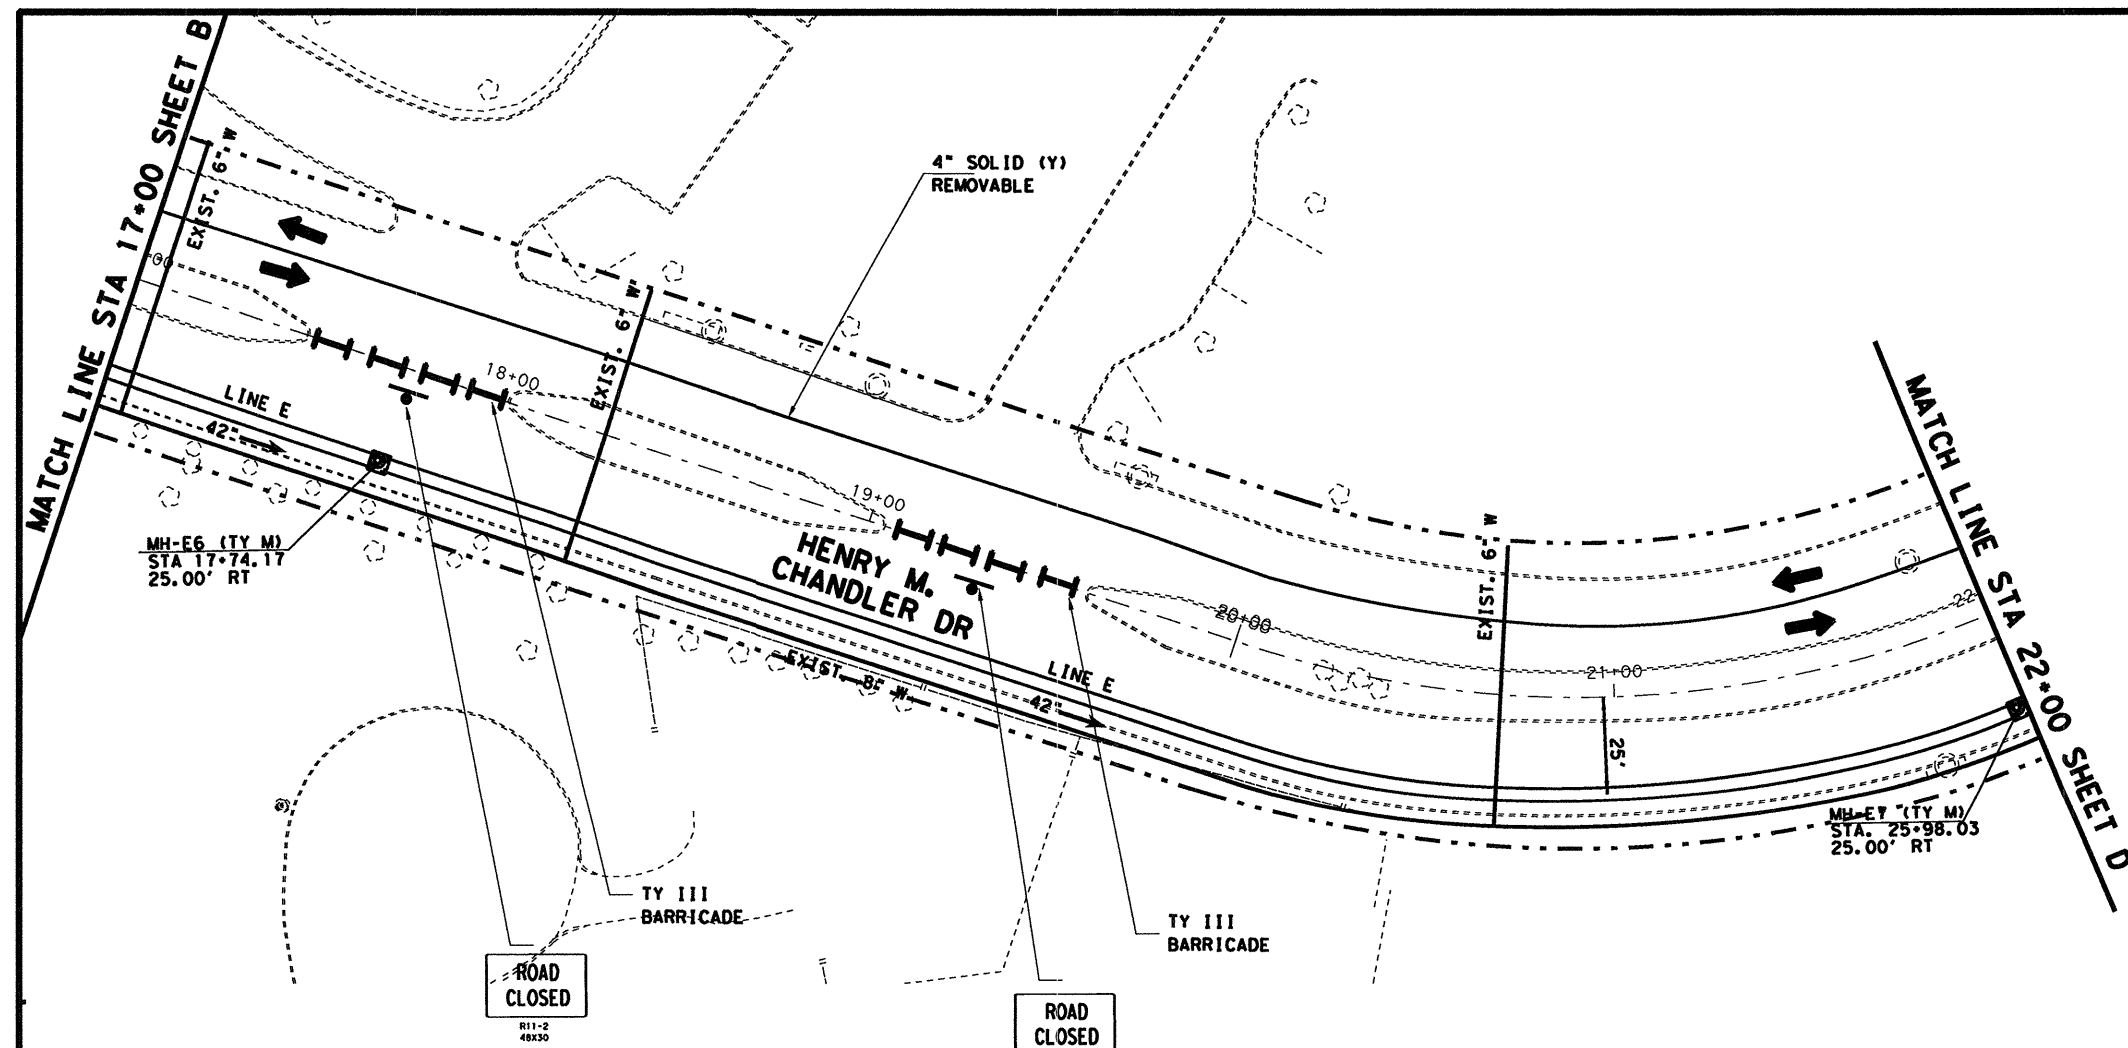 MATCH LINE STA 17+00 SHEET B
EXIST. 6" W
4" SOLID (Y)
REMOVABLE
00
18+00
EXIST. 6" W
LINE E
42"
MH-E6 (TY M)
STA 17+74.17
25.00' RT
19+00
HENRY M.
CHANDLER DR
EXIST. 8" W
LINE E
42"
20+00
EXIST. 6" W
21+00
25'
22
MATCH LINE STA 22+00 SHEET D
MH-E7 (TY M)
STA. 25+98.03
25.00' RT
TY III
BARRICADE
TY III
BARRICADE
ROAD
CLOSED
R11-2
48X30
ROAD
CLOSED